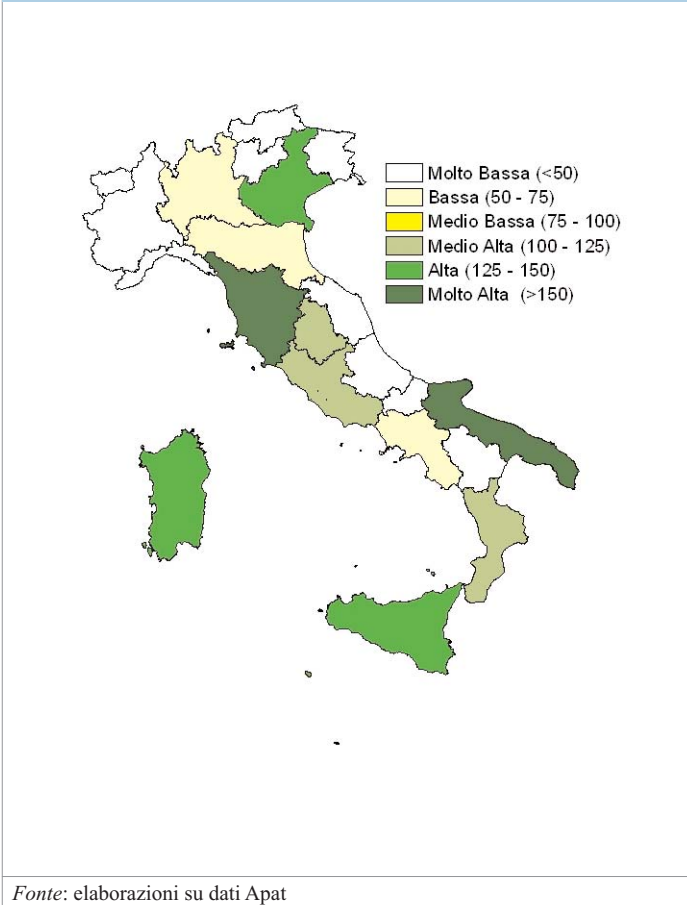 Molto Bassa (<50)
Bassa (50 - 75)
Medio Bassa (75 - 100)
Medio Alta (100 - 125)
Alta (125 - 150)
Molto Alta (>150)
Fonte: elaborazioni su dati Apat